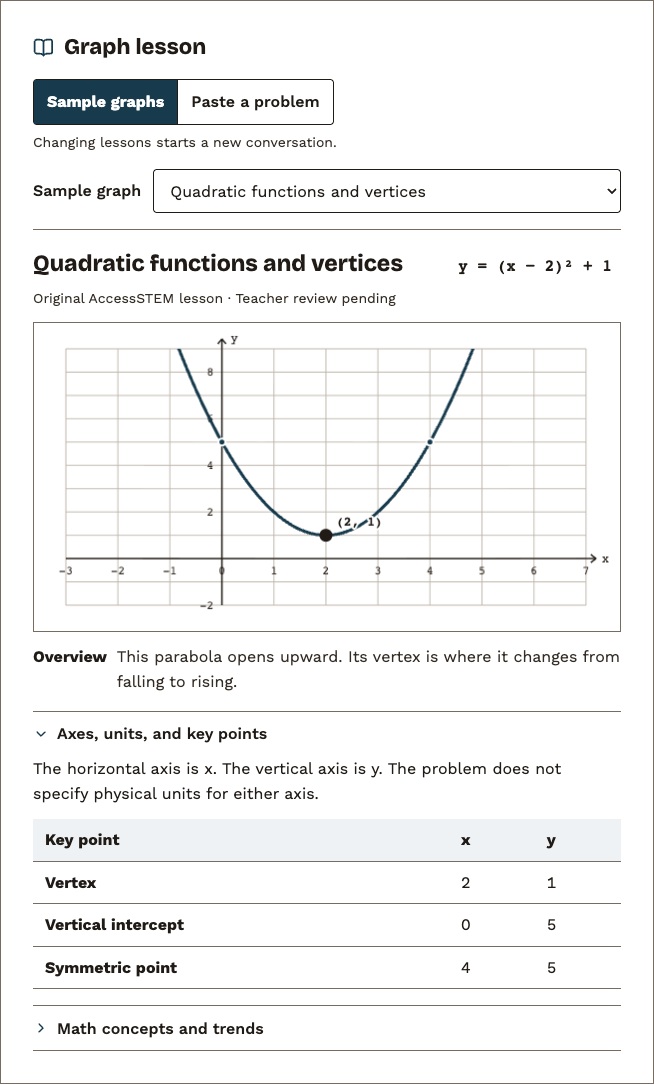 Graph lesson
Sample graphs
Paste a problem
Changing lessons starts a new conversation.
Sample graph
Quadratic functions and vertices
Quadratic functions and vertices
y = (x − 2)² + 1
Original AccessSTEM lesson · Teacher review pending
y
8
6
4
2
(2, 1)
−3 −2 −1 0 1 2 3 4 5 6 7 x
−2
Overview This parabola opens upward. Its vertex is where it changes from
falling to rising.
Axes, units, and key points
The horizontal axis is x. The vertical axis is y. The problem does not
specify physical units for either axis.
Key point x y
Vertex 2 1
Vertical intercept 0 5
Symmetric point 4 5
Math concepts and trends